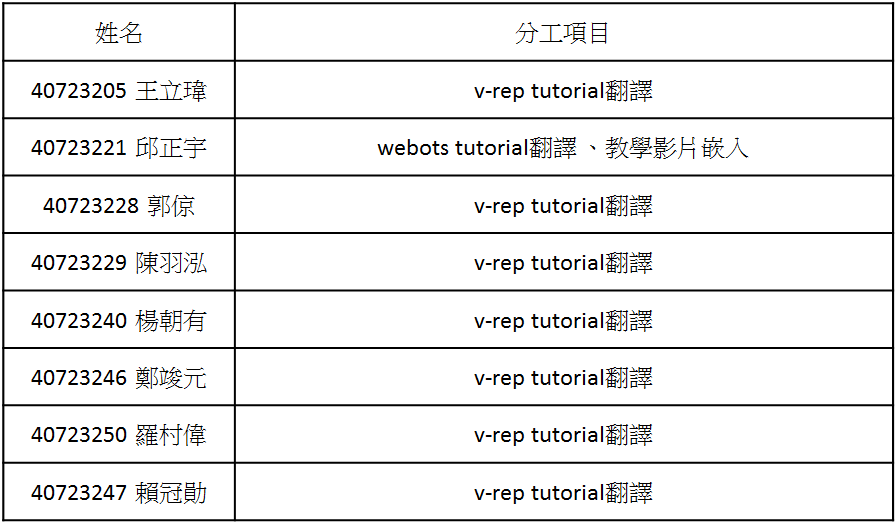 姓名 分工項目
40723205 王立瑋 v-rep tutorial翻譯
40723221 邱正宇 webots tutorial翻譯、教學影片嵌入
40723228 郭倞 v-rep tutorial翻譯
40723229 陳羽泓 v-rep tutorial翻譯
40723240 楊朝有 v-rep tutorial翻譯
40723246 鄭竣元 v-rep tutorial翻譯
40723250 羅村偉 v-rep tutorial翻譯
40723247 賴冠勛 v-rep tutorial翻譯